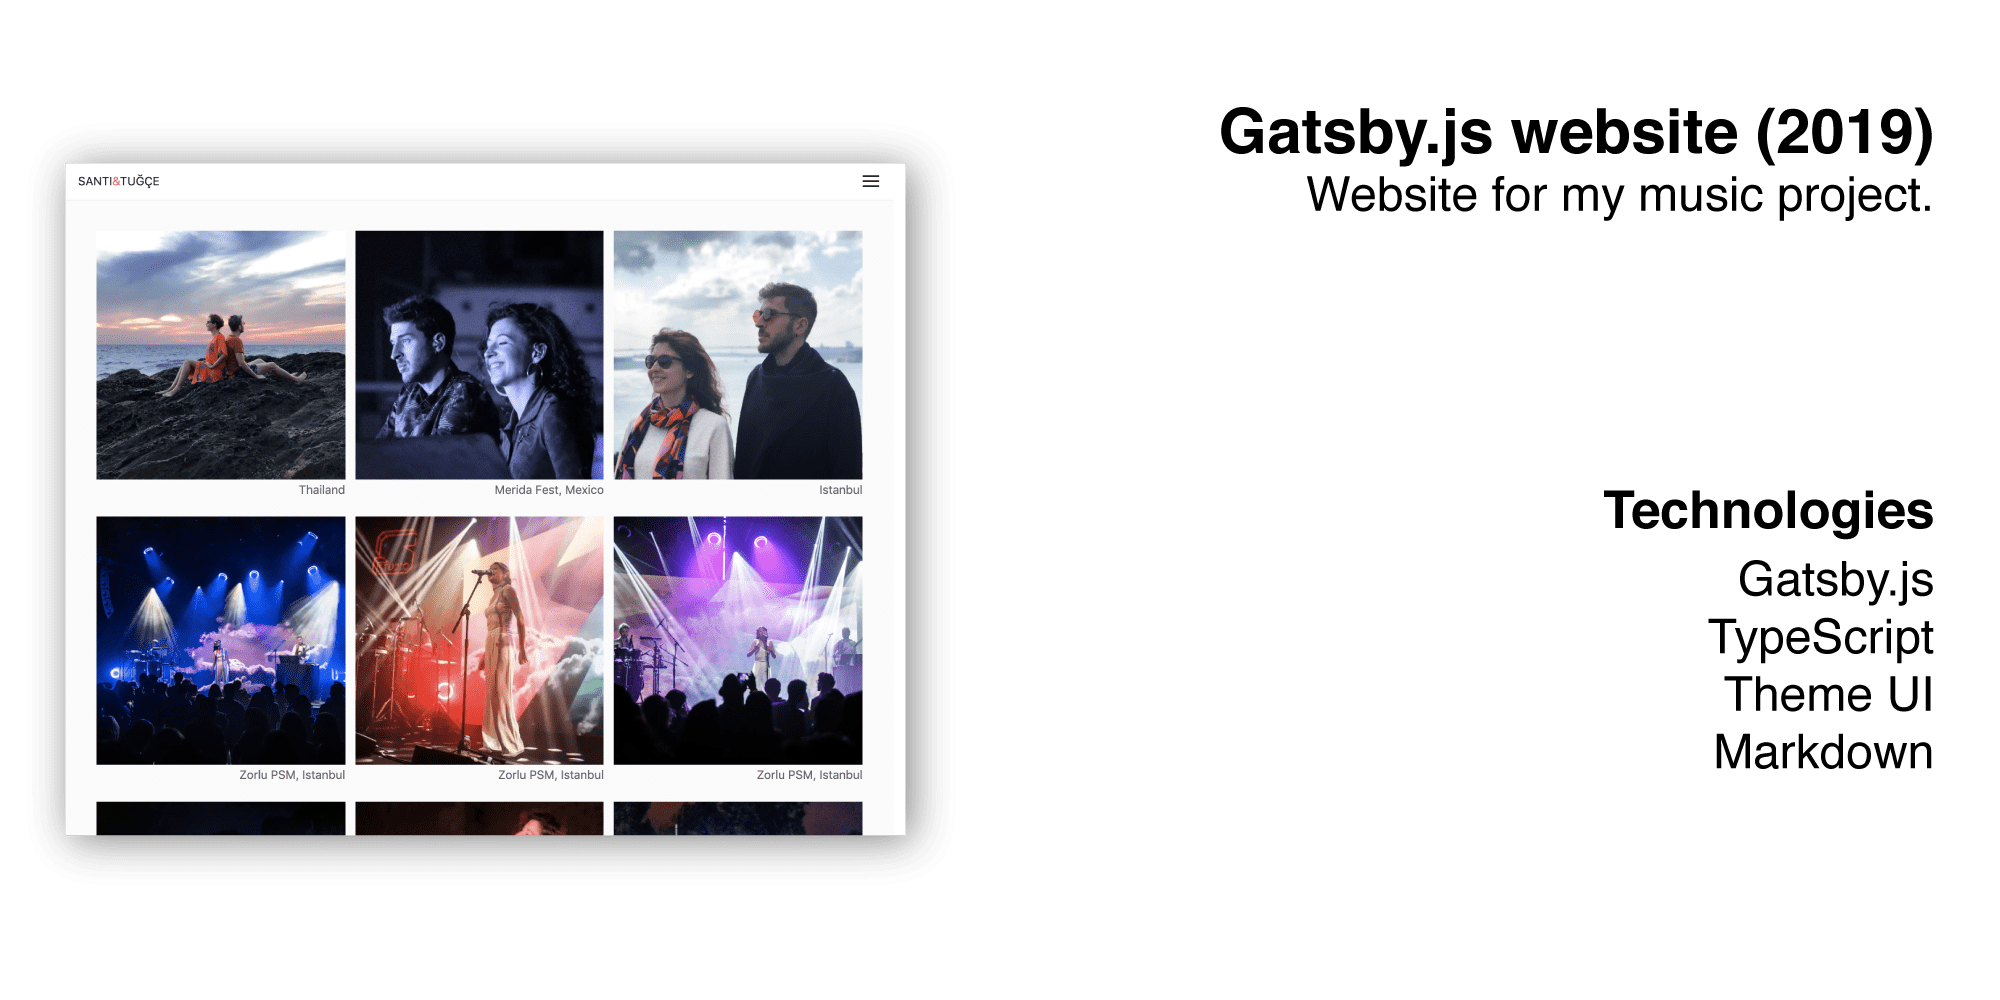 SANTI&TUĞÇE
Thailand
Merida Fest, Mexico
Istanbul
Zorlu PSM, Istanbul
Zorlu PSM, Istanbul
Zorlu PSM, Istanbul
Gatsby.js website (2019)
Website for my music project.
Technologies
Gatsby.js
TypeScript
Theme UI
Markdown